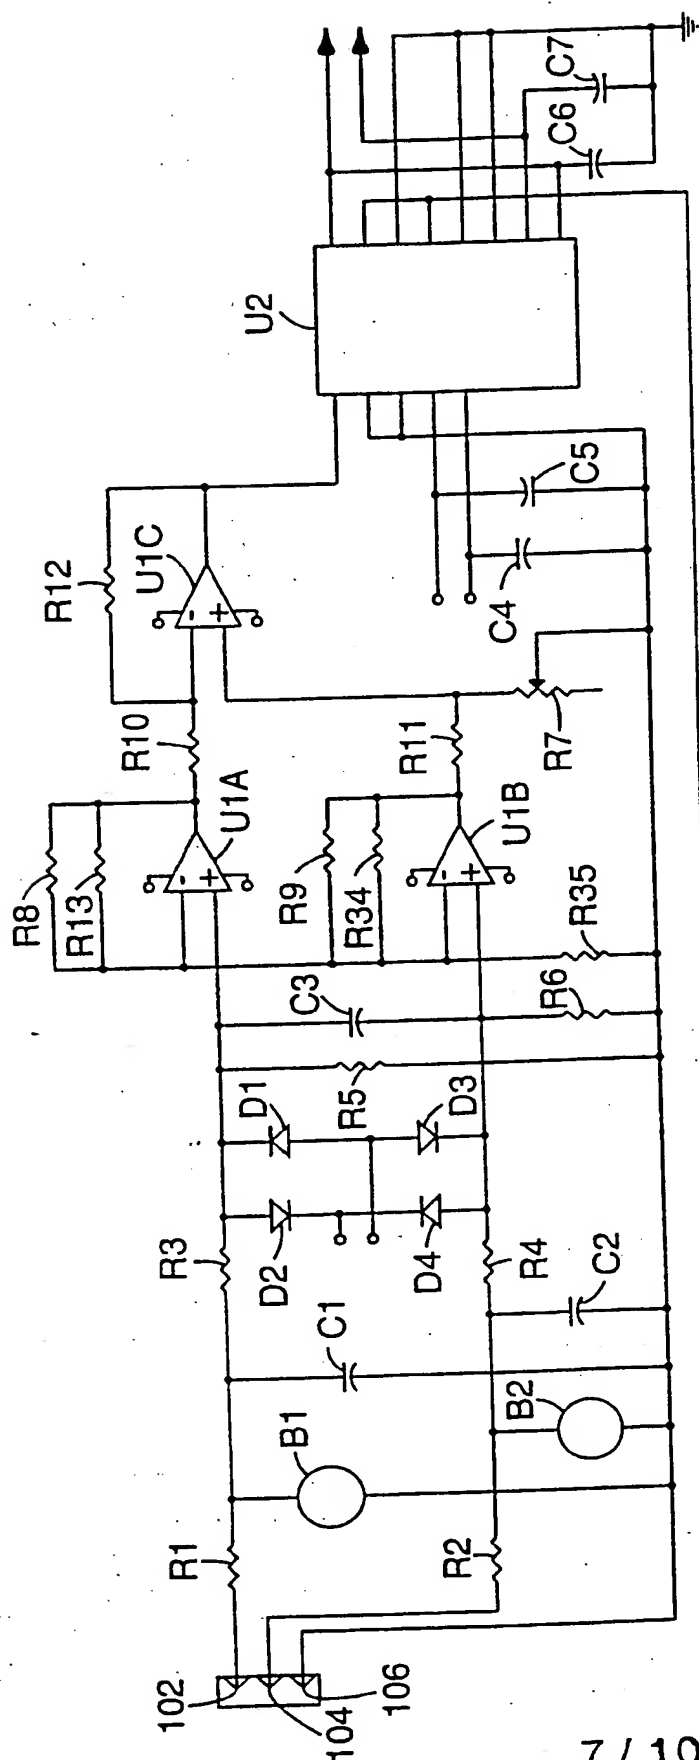 102
104
106
R1
R2
B1
B2
C1
C2
R3
R4
D2
D1
D4
D3
R5
C3
R6
R35
R8
R13
U1A
R9
R34
U1B
R10
R11
R7
R12
U1C
C4
C5
U2
C6
C7
-
+
-
+
-
+
7 / 10